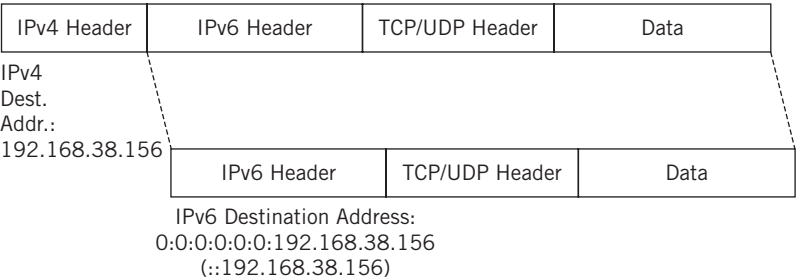 IPv4 Header IPv6 Header TCP/UDP Header Data
IPv4
Dest.
Addr.:
192.168.38.156
IPv6 Header TCP/UDP Header Data
IPv6 Destination Address:
0:0:0:0:0:0:192.168.38.156
(::192.168.38.156)